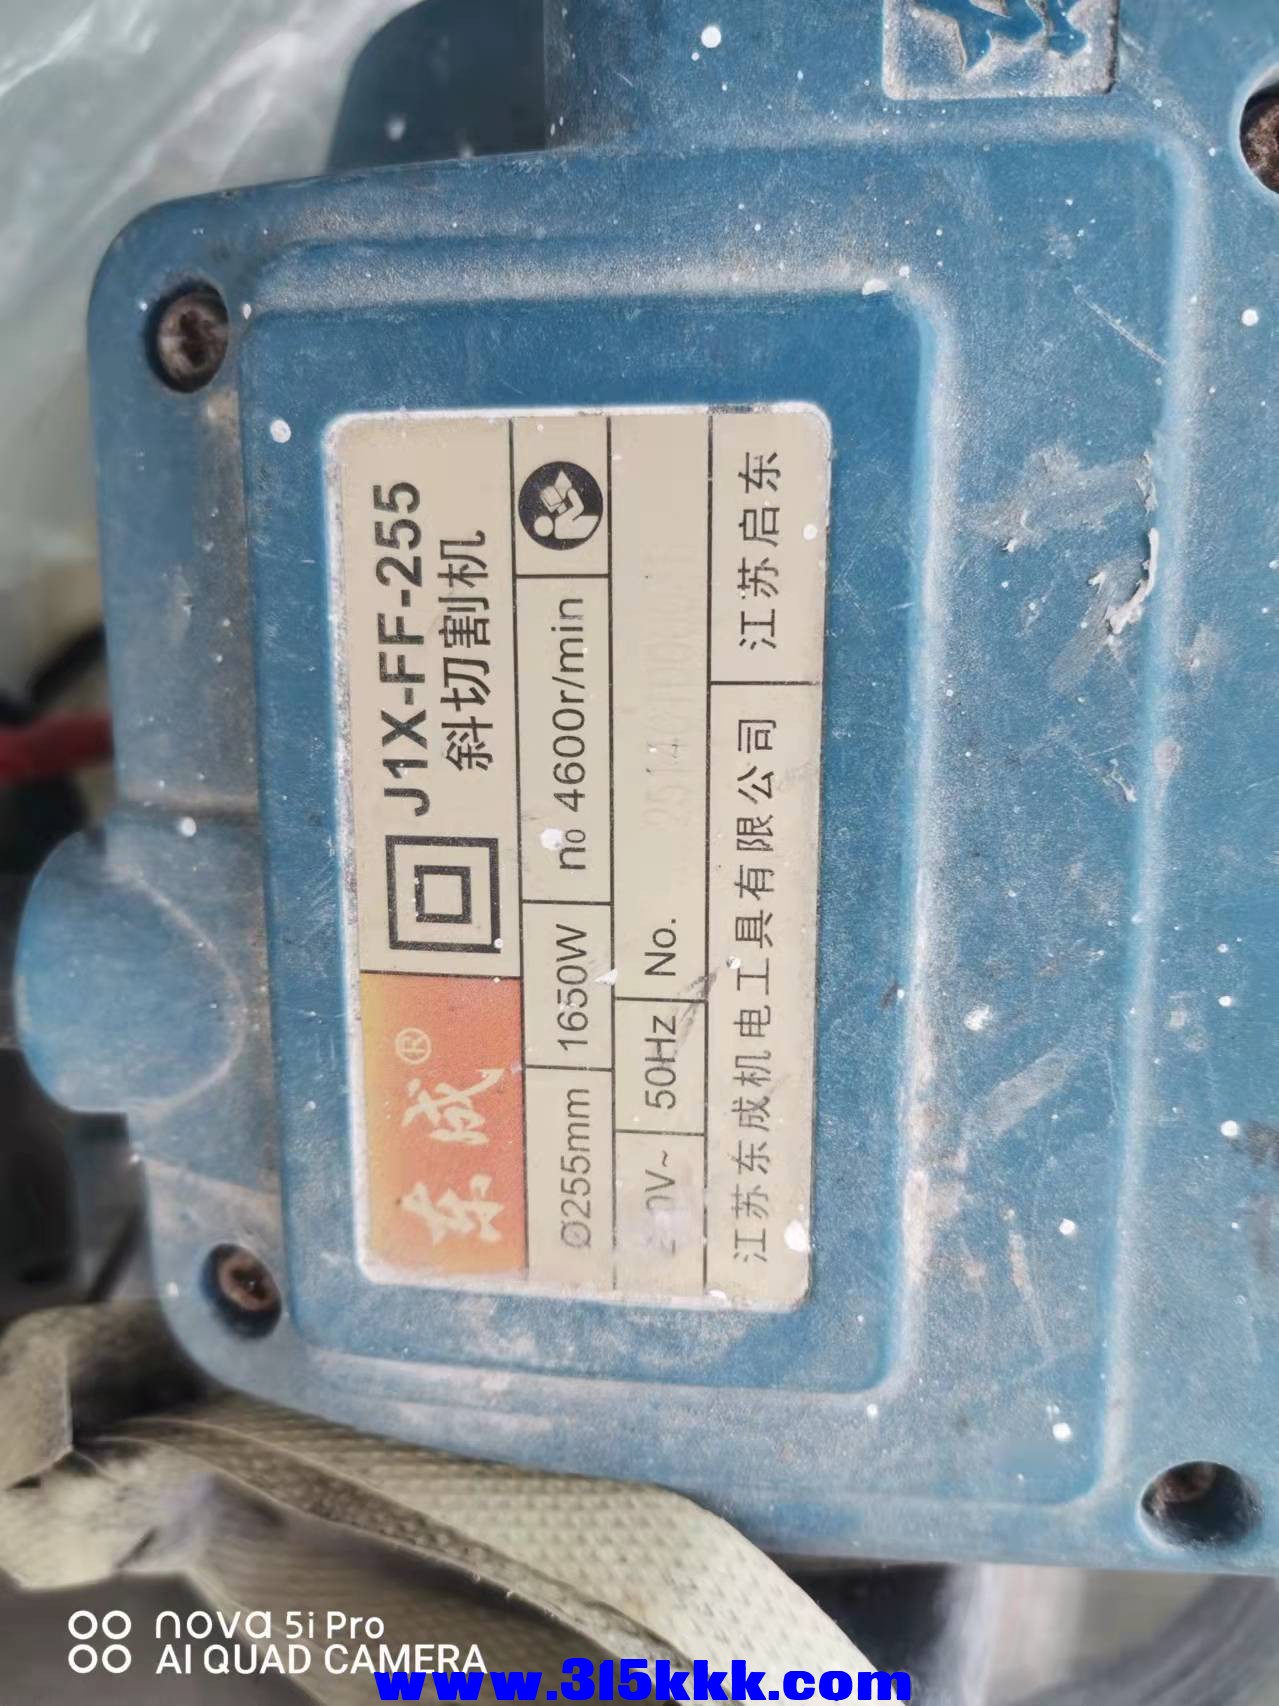 东成®
J1X-FF-255
斜切割机
Ø255mm 1650W n₀ 4600r/min
50Hz No.
江苏东成机电工具有限公司 江苏启东
nova 5i Pro
AI QUAD CAMERA
www.315kkk.com